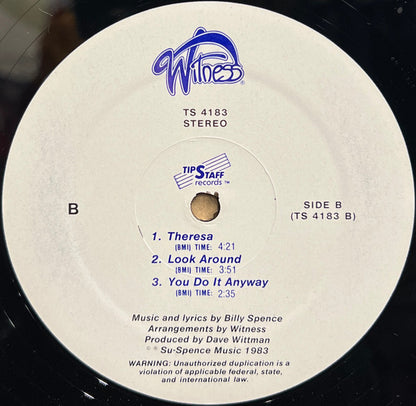 Witness®
TS 4183
STEREO
TIPSTAFF
records™
B
SIDE B
(TS 4183 B)
1. Theresa
(BMI) TIME: 4:21
2. Look Around
(BMI) TIME: 3:51
3. You Do It Anyway
(BMI) TIME: 2:35
Music and lyrics by Billy Spence
Arrangements by Witness
Produced by Dave Wittman
©℗ Su-Spence Music 1983
WARNING: Unauthorized duplication is a
violation of applicable federal, state,
and international law.